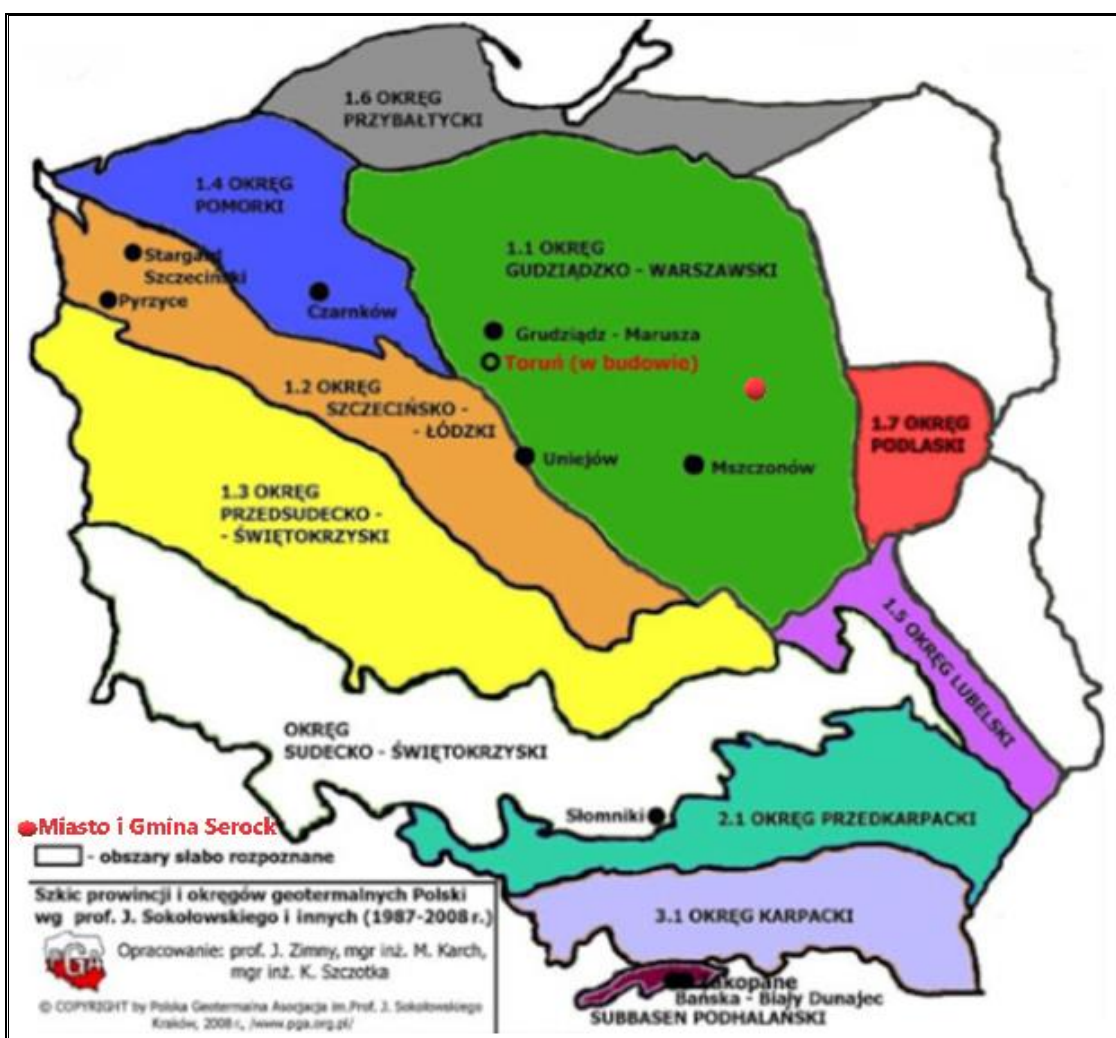 1.6 OKRĘG
PRZYBAŁTYCKI
1.4 OKRĘG
POMORKI
1.1 OKRĘG
GUDZIĄDZKO - WARSZAWSKI
Stargard
Szczeciński
Pyrzyce
Czarnków
Grudziądz - Marusza
Toruń (w budowie)
1.2 OKRĘG
SZCZECIŃSKO -
- ŁÓDZKI
1.7 OKRĘG
PODLASKI
Uniejów
Mszczonów
1.3 OKRĘG
PRZEDSUDECKO -
- ŚWIĘTOKRZYSKI
1.5 OKRĘG LUBELSKI
OKRĘG
SUDECKO - ŚWIĘTOKRZYSKI
Słomniki
2.1 OKRĘG PRZEDKARPACKI
Miasto i Gmina Serock
- obszary słabo rozpoznane
3.1 OKRĘG KARPACKI
Zakopane
Bańska - Biały Dunajec
SUBBASEN PODHALAŃSKI
Szkic prowincji i okręgów geotermalnych Polski
wg prof. J. Sokołowskiego i innych (1987-2008 r.)
PGA
Opracowanie: prof. J. Zimny, mgr inż. M. Karch,
mgr inż. K. Szczotka
© COPYRIGHT by Polska Geotermalna Asocjacja im.Prof. J. Sokołowskiego
Kraków, 2008 r., /www.pga.org.pl/